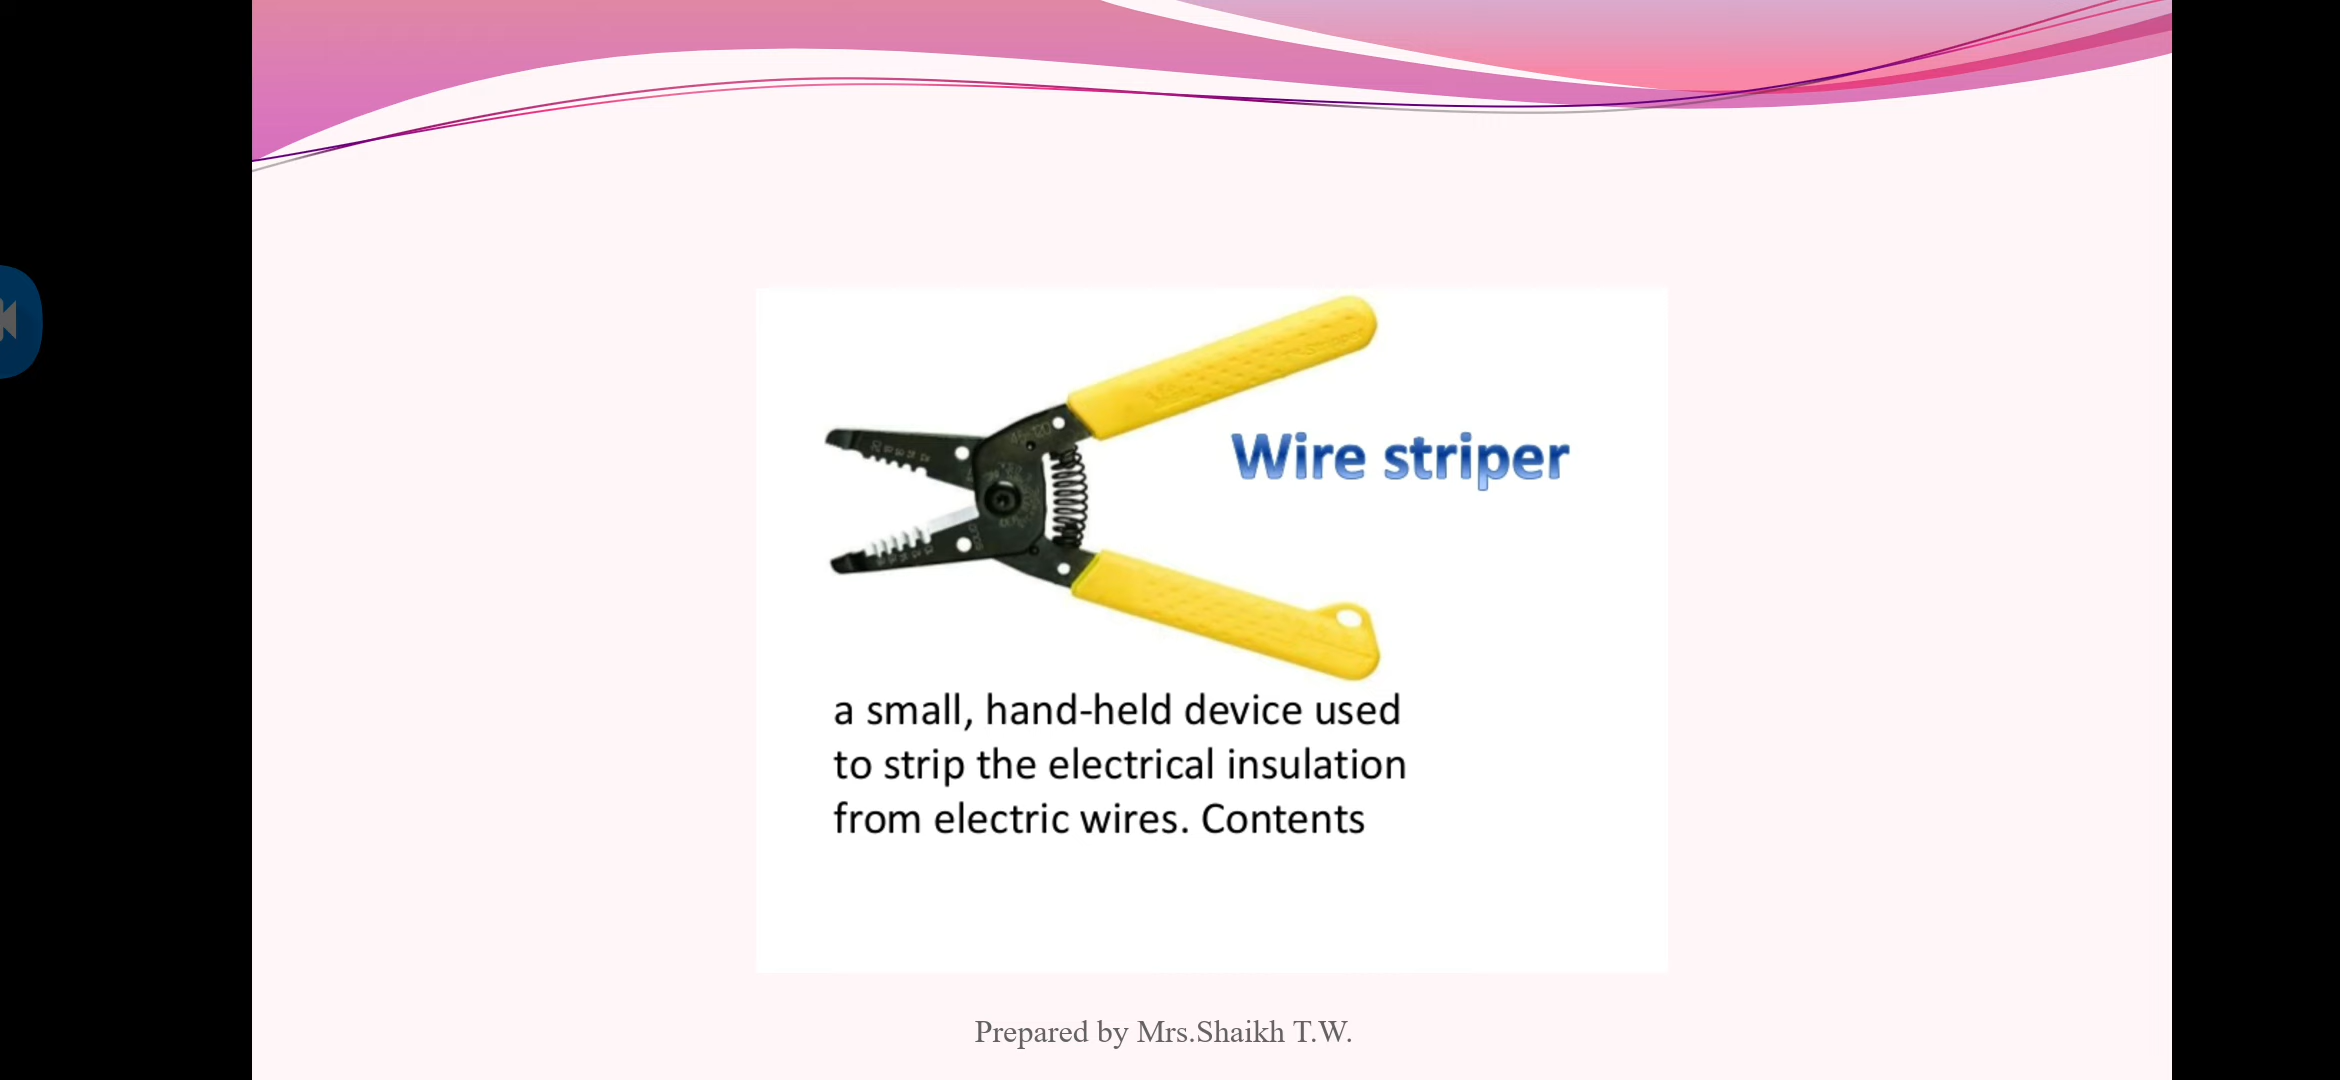 Wire striper
a small, hand-held device used
to strip the electrical insulation
from electric wires. Contents
Prepared by Mrs.Shaikh T.W.